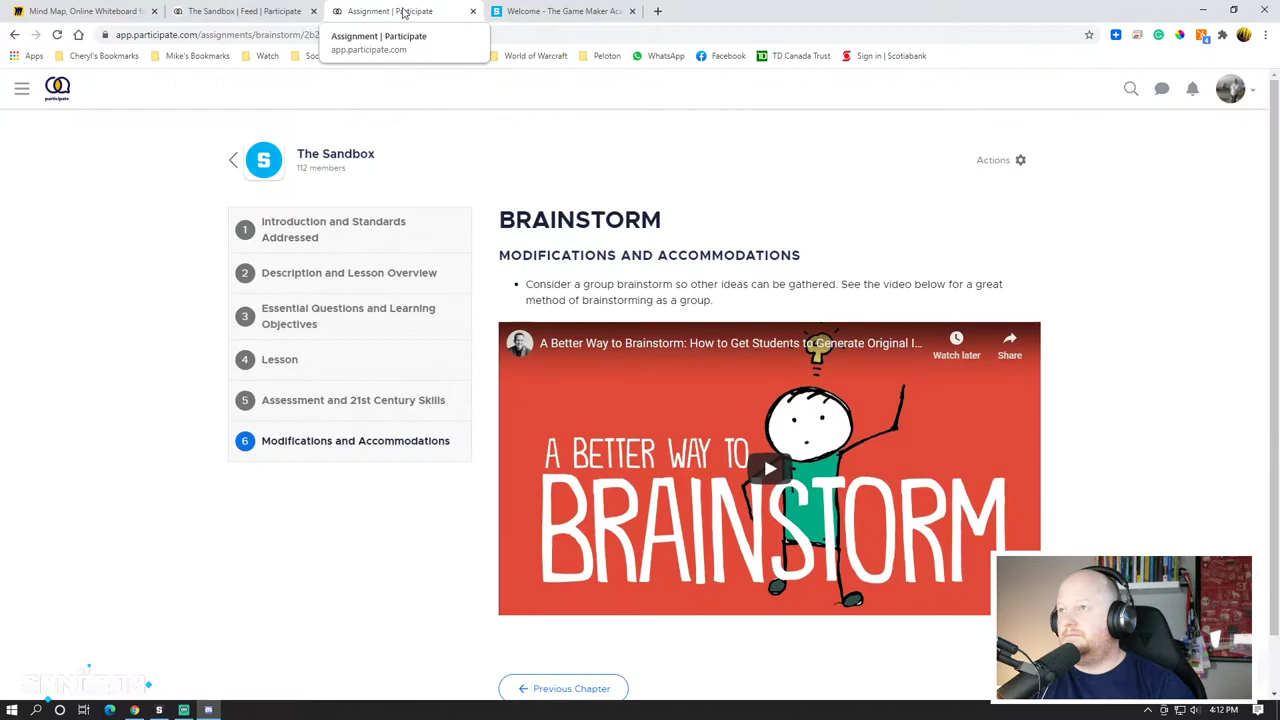 Mind Map, Online Whiteboard for
The Sandbox | Feed | Participate
Assignment | Participate
Welcome - The Game Maker Ac
app.participate.com/assignments/brainstorm/2b2
Assignment | Participate
app.participate.com
Apps
Cheryl's Bookmarks
Mike's Bookmarks
Watch
World of Warcraft
Peloton
WhatsApp
Facebook
TD Canada Trust
Sign in | Scotiabank
participate.
The Sandbox
112 members
Actions
1 Introduction and Standards
Addressed
2 Description and Lesson Overview
3 Essential Questions and Learning
Objectives
4 Lesson
5 Assessment and 21st Century Skills
6 Modifications and Accommodations
BRAINSTORM
MODIFICATIONS AND ACCOMMODATIONS
• Consider a group brainstorm so other ideas can be gathered. See the video below for a great
method of brainstorming as a group.
A Better Way to Brainstorm: How to Get Students to Generate Original I...
Watch later
Share
A BETTER WAY TO
BRAINSTORM
Previous Chapter
SANDBOX
4:12 PM